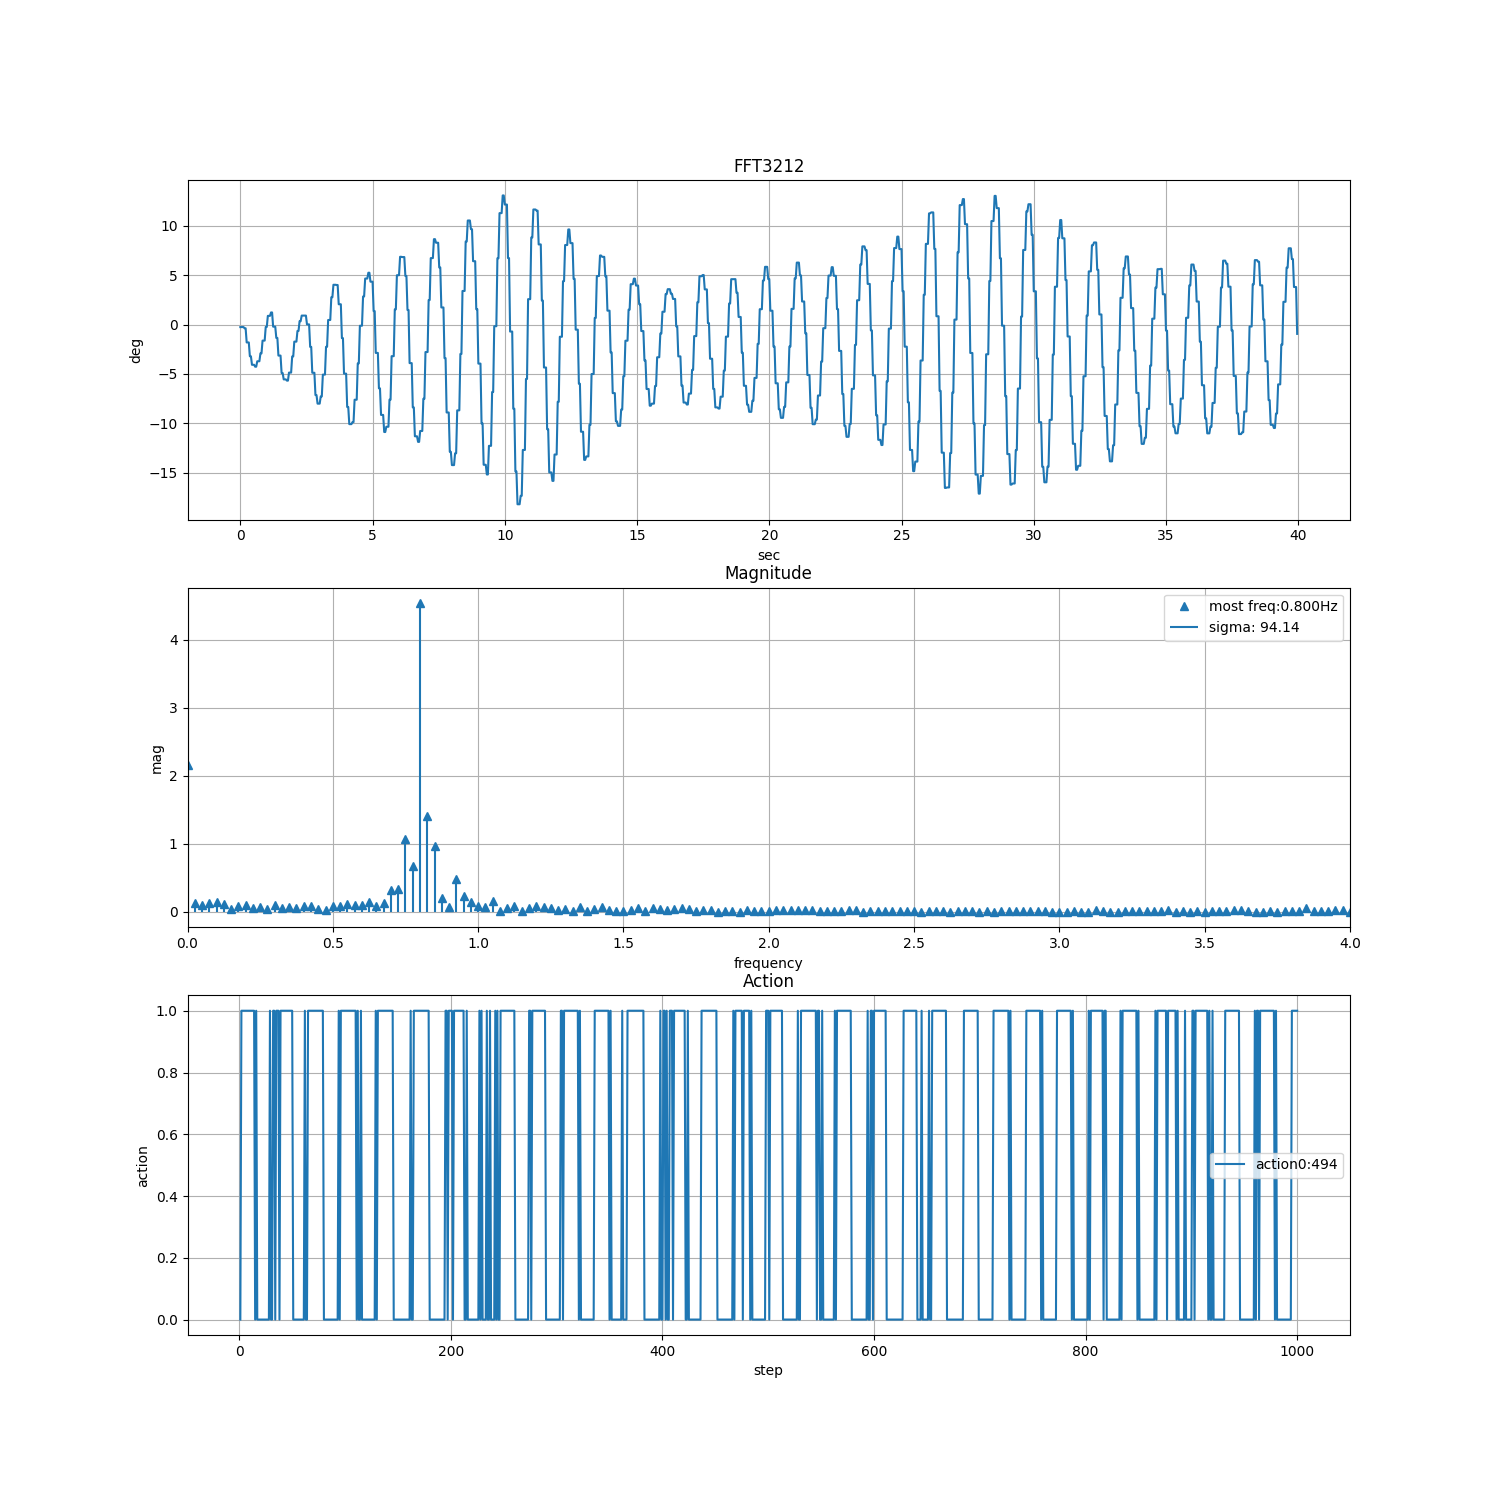 FFT3212
deg
10
5
0
−5
−10
−15
0 5 10 15 20 25 30 35 40
sec
Magnitude
mag
most freq:0.800Hz
sigma: 94.14
4
3
2
1
0
0.0 0.5 1.0 1.5 2.0 2.5 3.0 3.5 4.0
frequency
Action
action
1.0
0.8
0.6
action0:494
0.4
0.2
0.0
0 200 400 600 800 1000
step